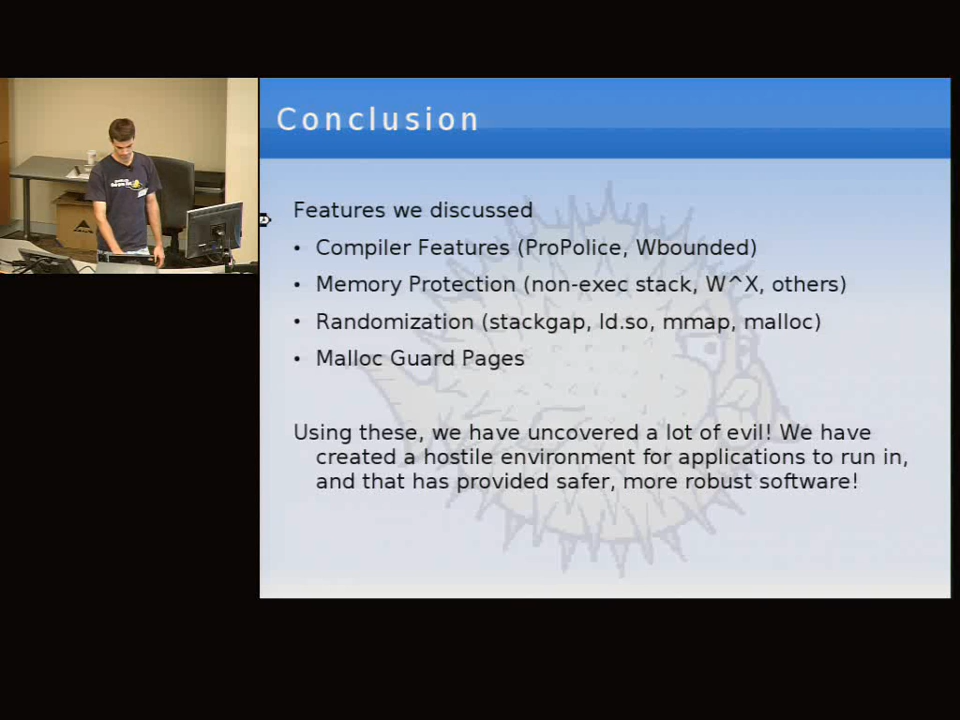 Conclusion
Features we discussed
• Compiler Features (ProPolice, Wbounded)
• Memory Protection (non-exec stack, W^X, others)
• Randomization (stackgap, ld.so, mmap, malloc)
• Malloc Guard Pages
Using these, we have uncovered a lot of evil! We have
created a hostile environment for applications to run in,
and that has provided safer, more robust software!